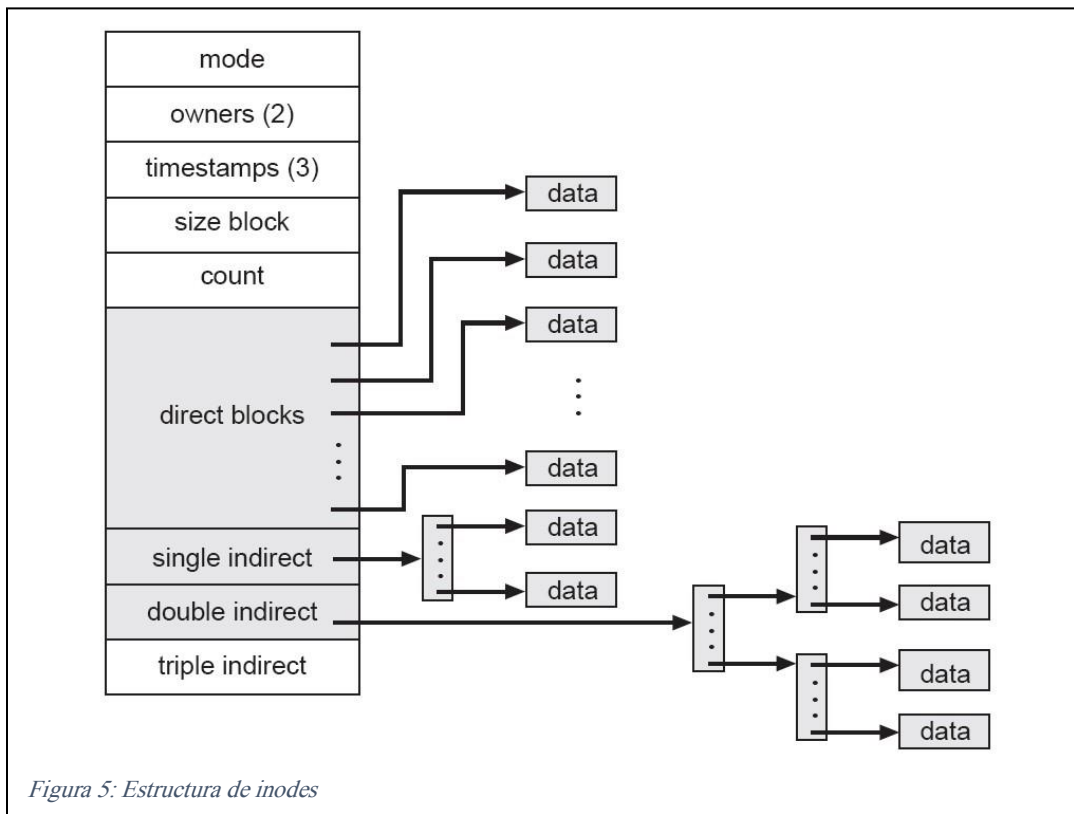 mode
owners (2)
timestamps (3)
size block
count
direct blocks
single indirect
double indirect
triple indirect
data
data
data
data
data
data
data
data
data
data
Figura 5: Estructura de inodes